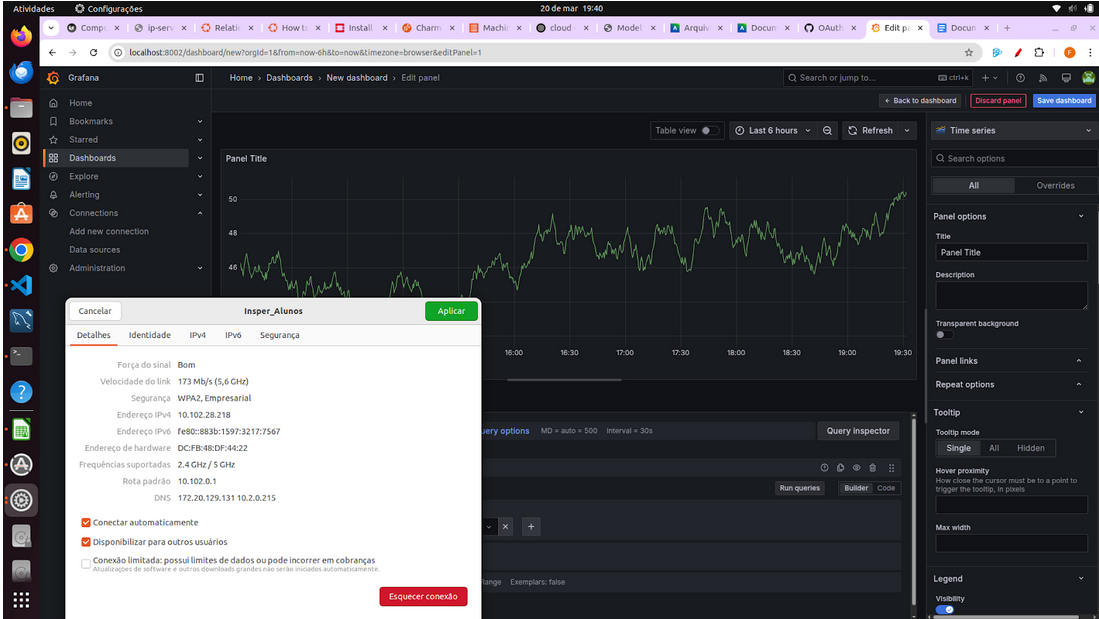 Atividades
Configurações
20 de mar 19:40
Compo
ip-serv
Relatic
How to
Install
Charm
Machin
cloud-
Model
Arquiv
Docum
OAuth
Edit pa
Docum
localhost:8002/dashboard/new?orgId=1&from=now-6h&to=now&timezone=browser&editPanel=1
F
Grafana
Home › Dashboards › New dashboard › Edit panel
Search or jump to...
ctrl+k
Home
Bookmarks
Starred
Dashboards
Explore
Alerting
Connections
Add new connection
Data sources
Administration
Back to dashboard
Discard panel
Save dashboard
Table view
Last 6 hours
Refresh
Time series
Search options
All
Overrides
Panel Title
50
48
46
16:00 16:30 17:00 17:30 18:00 18:30 19:00 19:30
Panel options
Title
Panel Title
Description
Transparent background
Panel links
Repeat options
Tooltip
Tooltip mode
Single All Hidden
Hover proximity
How close the cursor must be to a point to
trigger the tooltip, in pixels
Max width
Legend
Visibility
uery options
MD = auto = 500
Interval = 30s
Query inspector
Run queries
Builder
Code
Range
Exemplars: false
Cancelar
Insper_Alunos
Aplicar
Detalhes
Identidade
IPv4
IPv6
Segurança
Força do sinal Bom
Velocidade do link 173 Mb/s (5,6 GHz)
Segurança WPA2, Empresarial
Endereço IPv4 10.102.28.218
Endereço IPv6 fe80::883b:1597:3217:7567
Endereço de hardware DC:FB:48:DF:44:22
Frequências suportadas 2.4 GHz / 5 GHz
Rota padrão 10.102.0.1
DNS 172.20.129.131 10.2.0.215
Conectar automaticamente
Disponibilizar para outros usuários
Conexão limitada: possui limites de dados ou pode incorrer em cobranças
Atualizações de software e outros downloads grandes não serão iniciados automaticamente.
Esquecer conexão